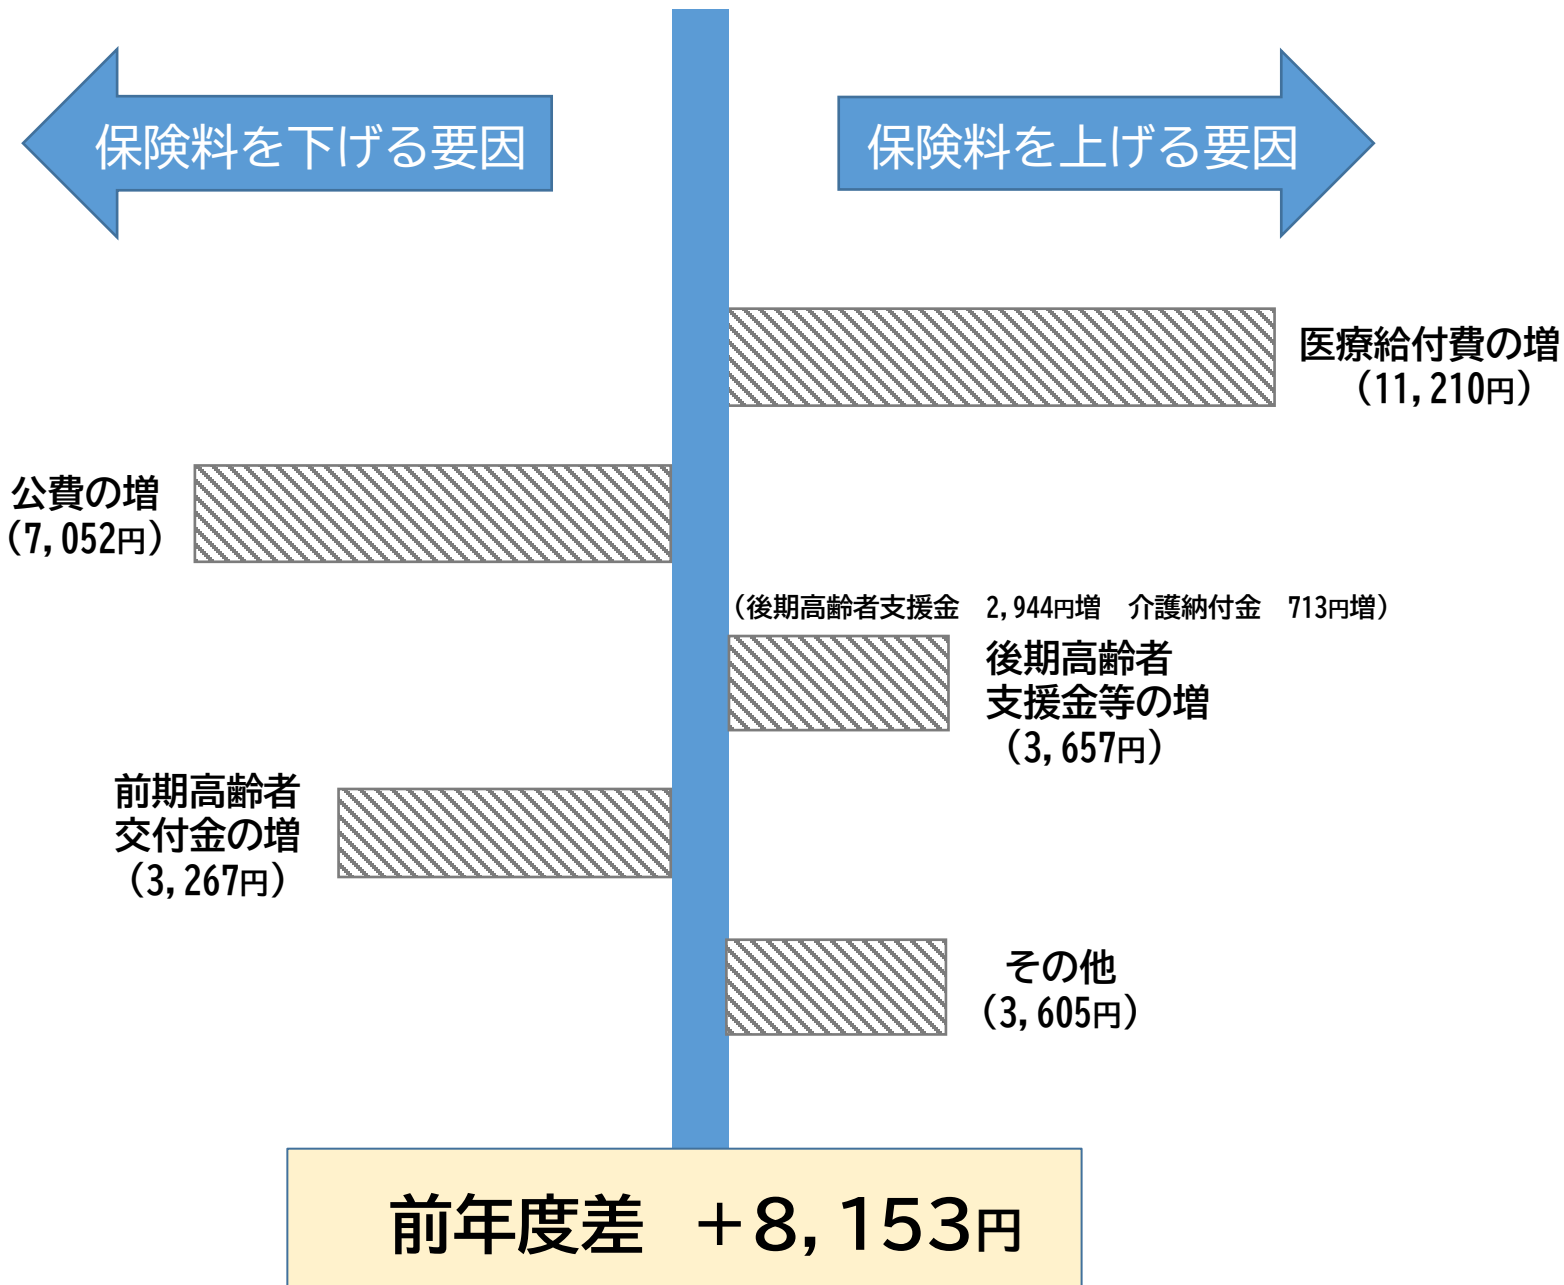 保険料を下げる要因
保険料を上げる要因
医療給付費の増
(11,210円)
公費の増
(7,052円)
(後期高齢者支援金　2,944円増　介護納付金　713円増)
後期高齢者
支援金等の増
(3,657円)
前期高齢者
交付金の増
(3,267円)
その他
(3,605円)
前年度差　+8,153円